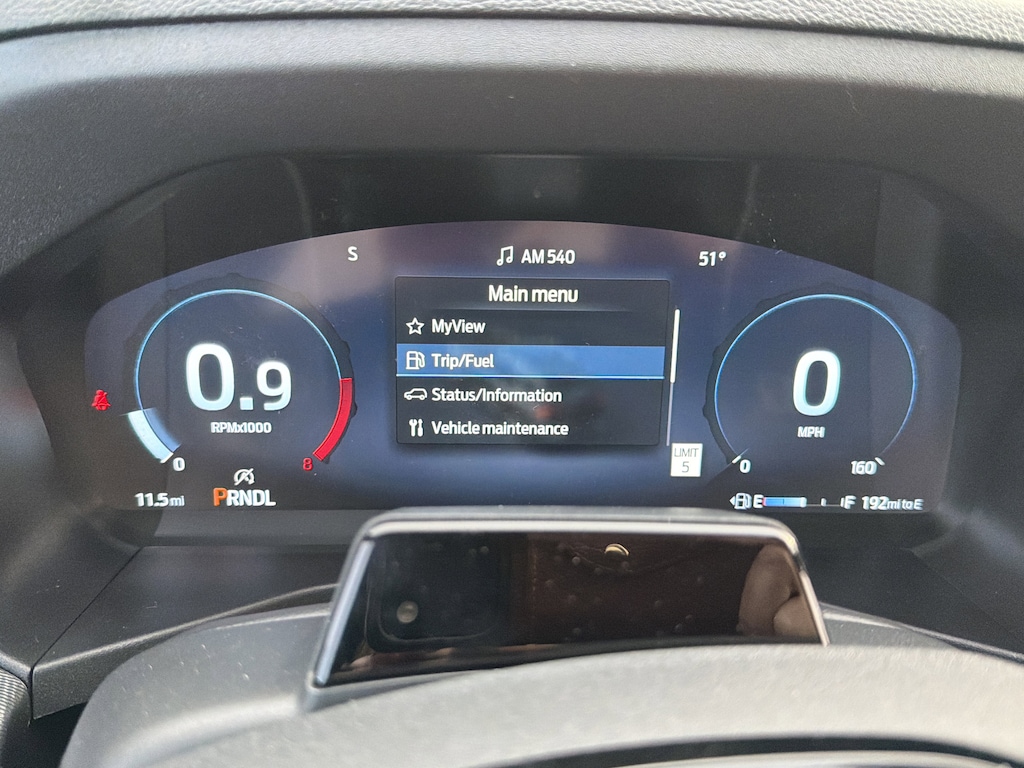 S
AM 540
51°
Main menu
MyView
Trip/Fuel
Status/Information
Vehicle maintenance
0.9
RPMx1000
0
8
0
MPH
0
160
LIMIT
5
11.5 mi
PRNDL
E
F
192 mi to E